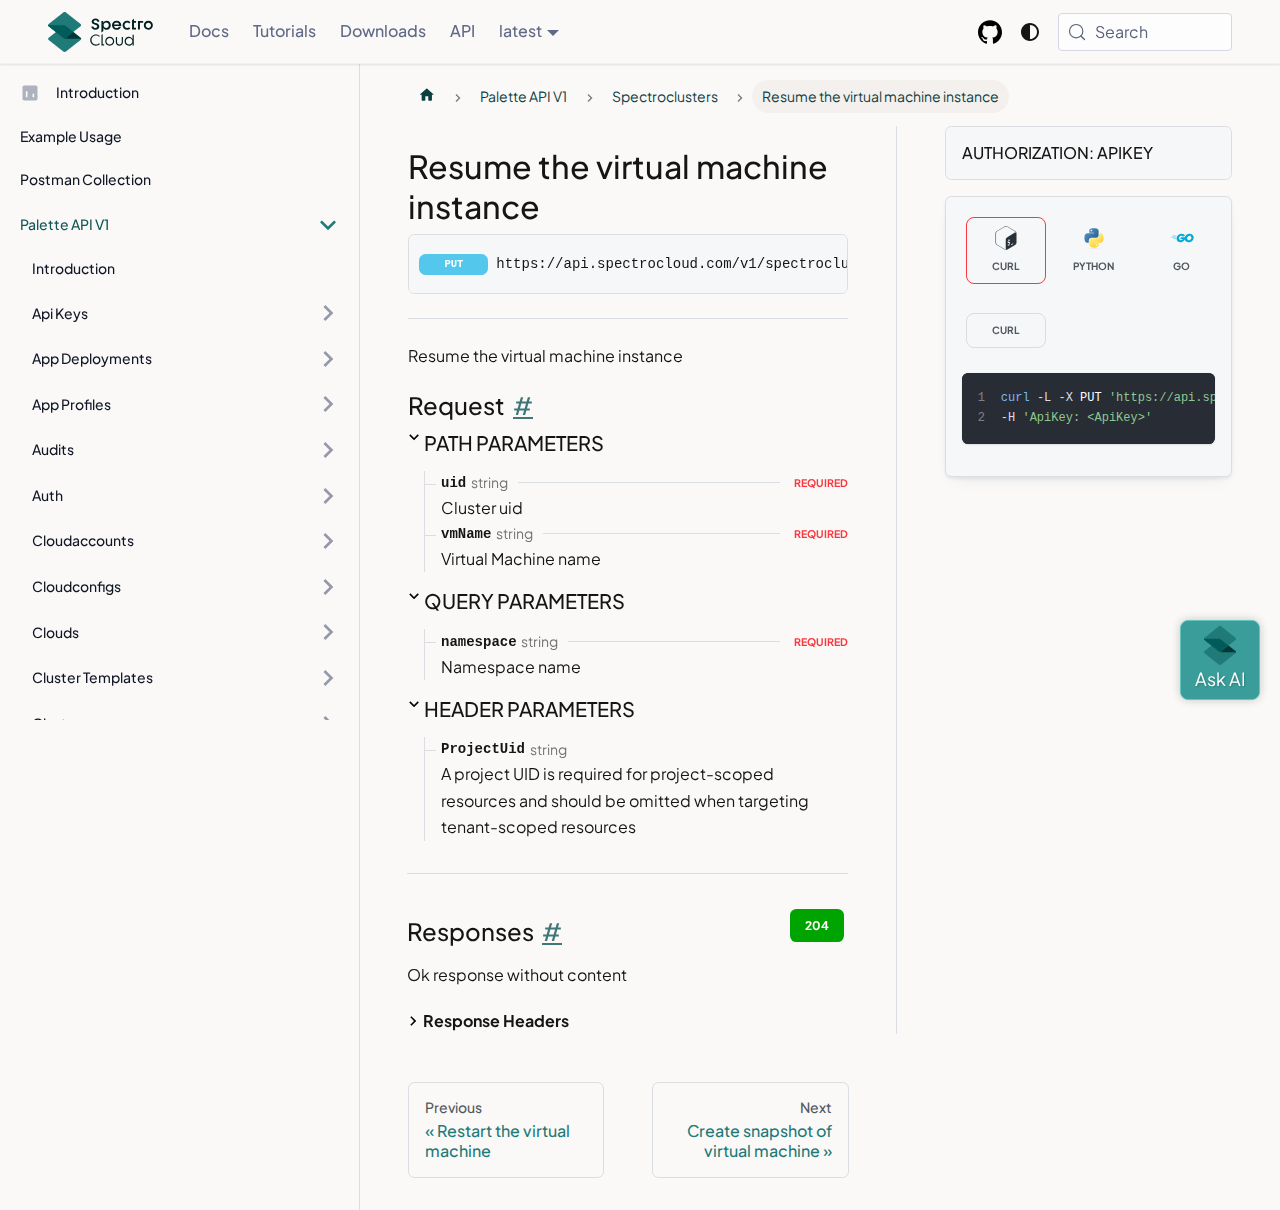 Spectro Cloud
Docs
Tutorials
Downloads
API
latest
Search
Introduction
Example Usage
Postman Collection
Palette API V1
Introduction
Api Keys
App Deployments
App Profiles
Audits
Auth
Cloudaccounts
Cloudconfigs
Clouds
Cluster Templates
Palette API V1
Spectroclusters
Resume the virtual machine instance
Resume the virtual machine
instance
PUT https://api.spectrocloud.com/v1/spectroclu
Resume the virtual machine instance
Request #
PATH PARAMETERS
uid string REQUIRED
Cluster uid
vmName string REQUIRED
Virtual Machine name
QUERY PARAMETERS
namespace string REQUIRED
Namespace name
HEADER PARAMETERS
ProjectUid string
A project UID is required for project-scoped
resources and should be omitted when targeting
tenant-scoped resources
Responses #
204
Ok response without content
Response Headers
Previous
« Restart the virtual
machine
Next
Create snapshot of
virtual machine »
AUTHORIZATION: APIKEY
CURL
PYTHON
GO
CURL
1 curl -L -X PUT 'https://api.sp
2 -H 'ApiKey: <ApiKey>'
Ask AI